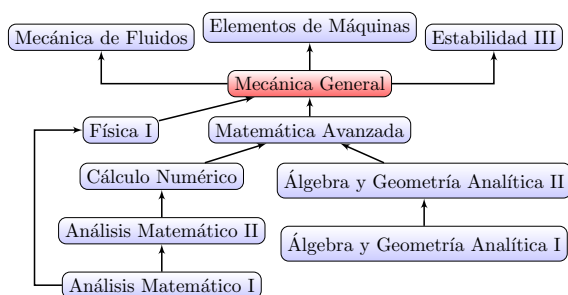 Elementos de Máquinas
Mecánica de Fluidos
Estabilidad III
Mecánica General
Física I
Matemática Avanzada
Cálculo Numérico
Álgebra y Geometría Analítica II
Análisis Matemático II
Álgebra y Geometría Analítica I
Análisis Matemático I